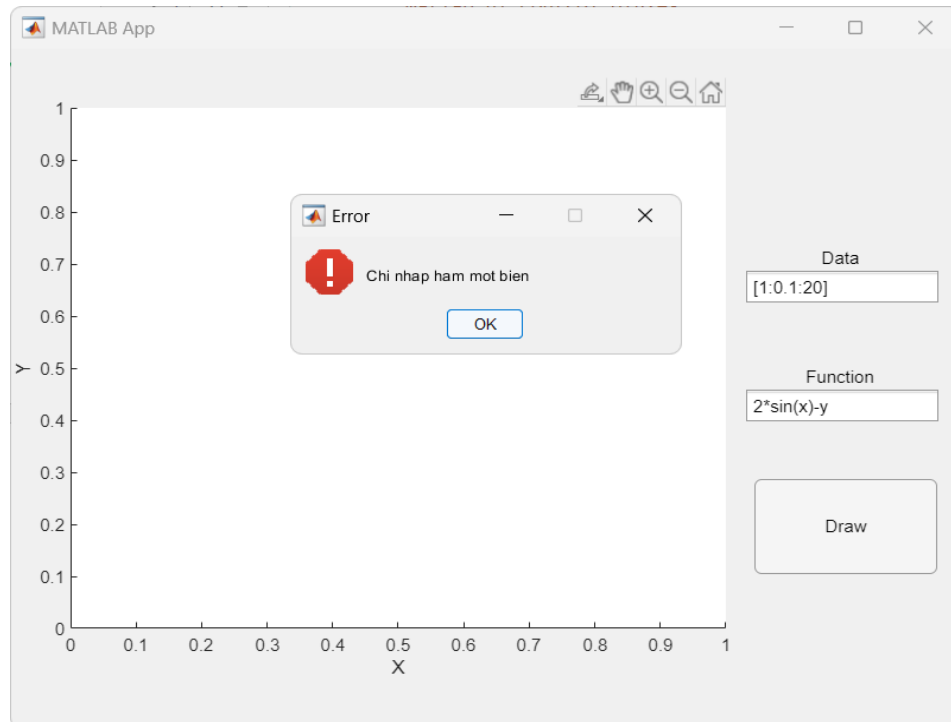 MATLAB App
1
0.9
0.8
0.7
0.6
0.5
0.4
0.3
0.2
0.1
0
Y
0 0.1 0.2 0.3 0.4 0.5 0.6 0.7 0.8 0.9 1
X
Error
Chi nhap ham mot bien
OK
Data
[1:0.1:20]
Function
2*sin(x)-y
Draw